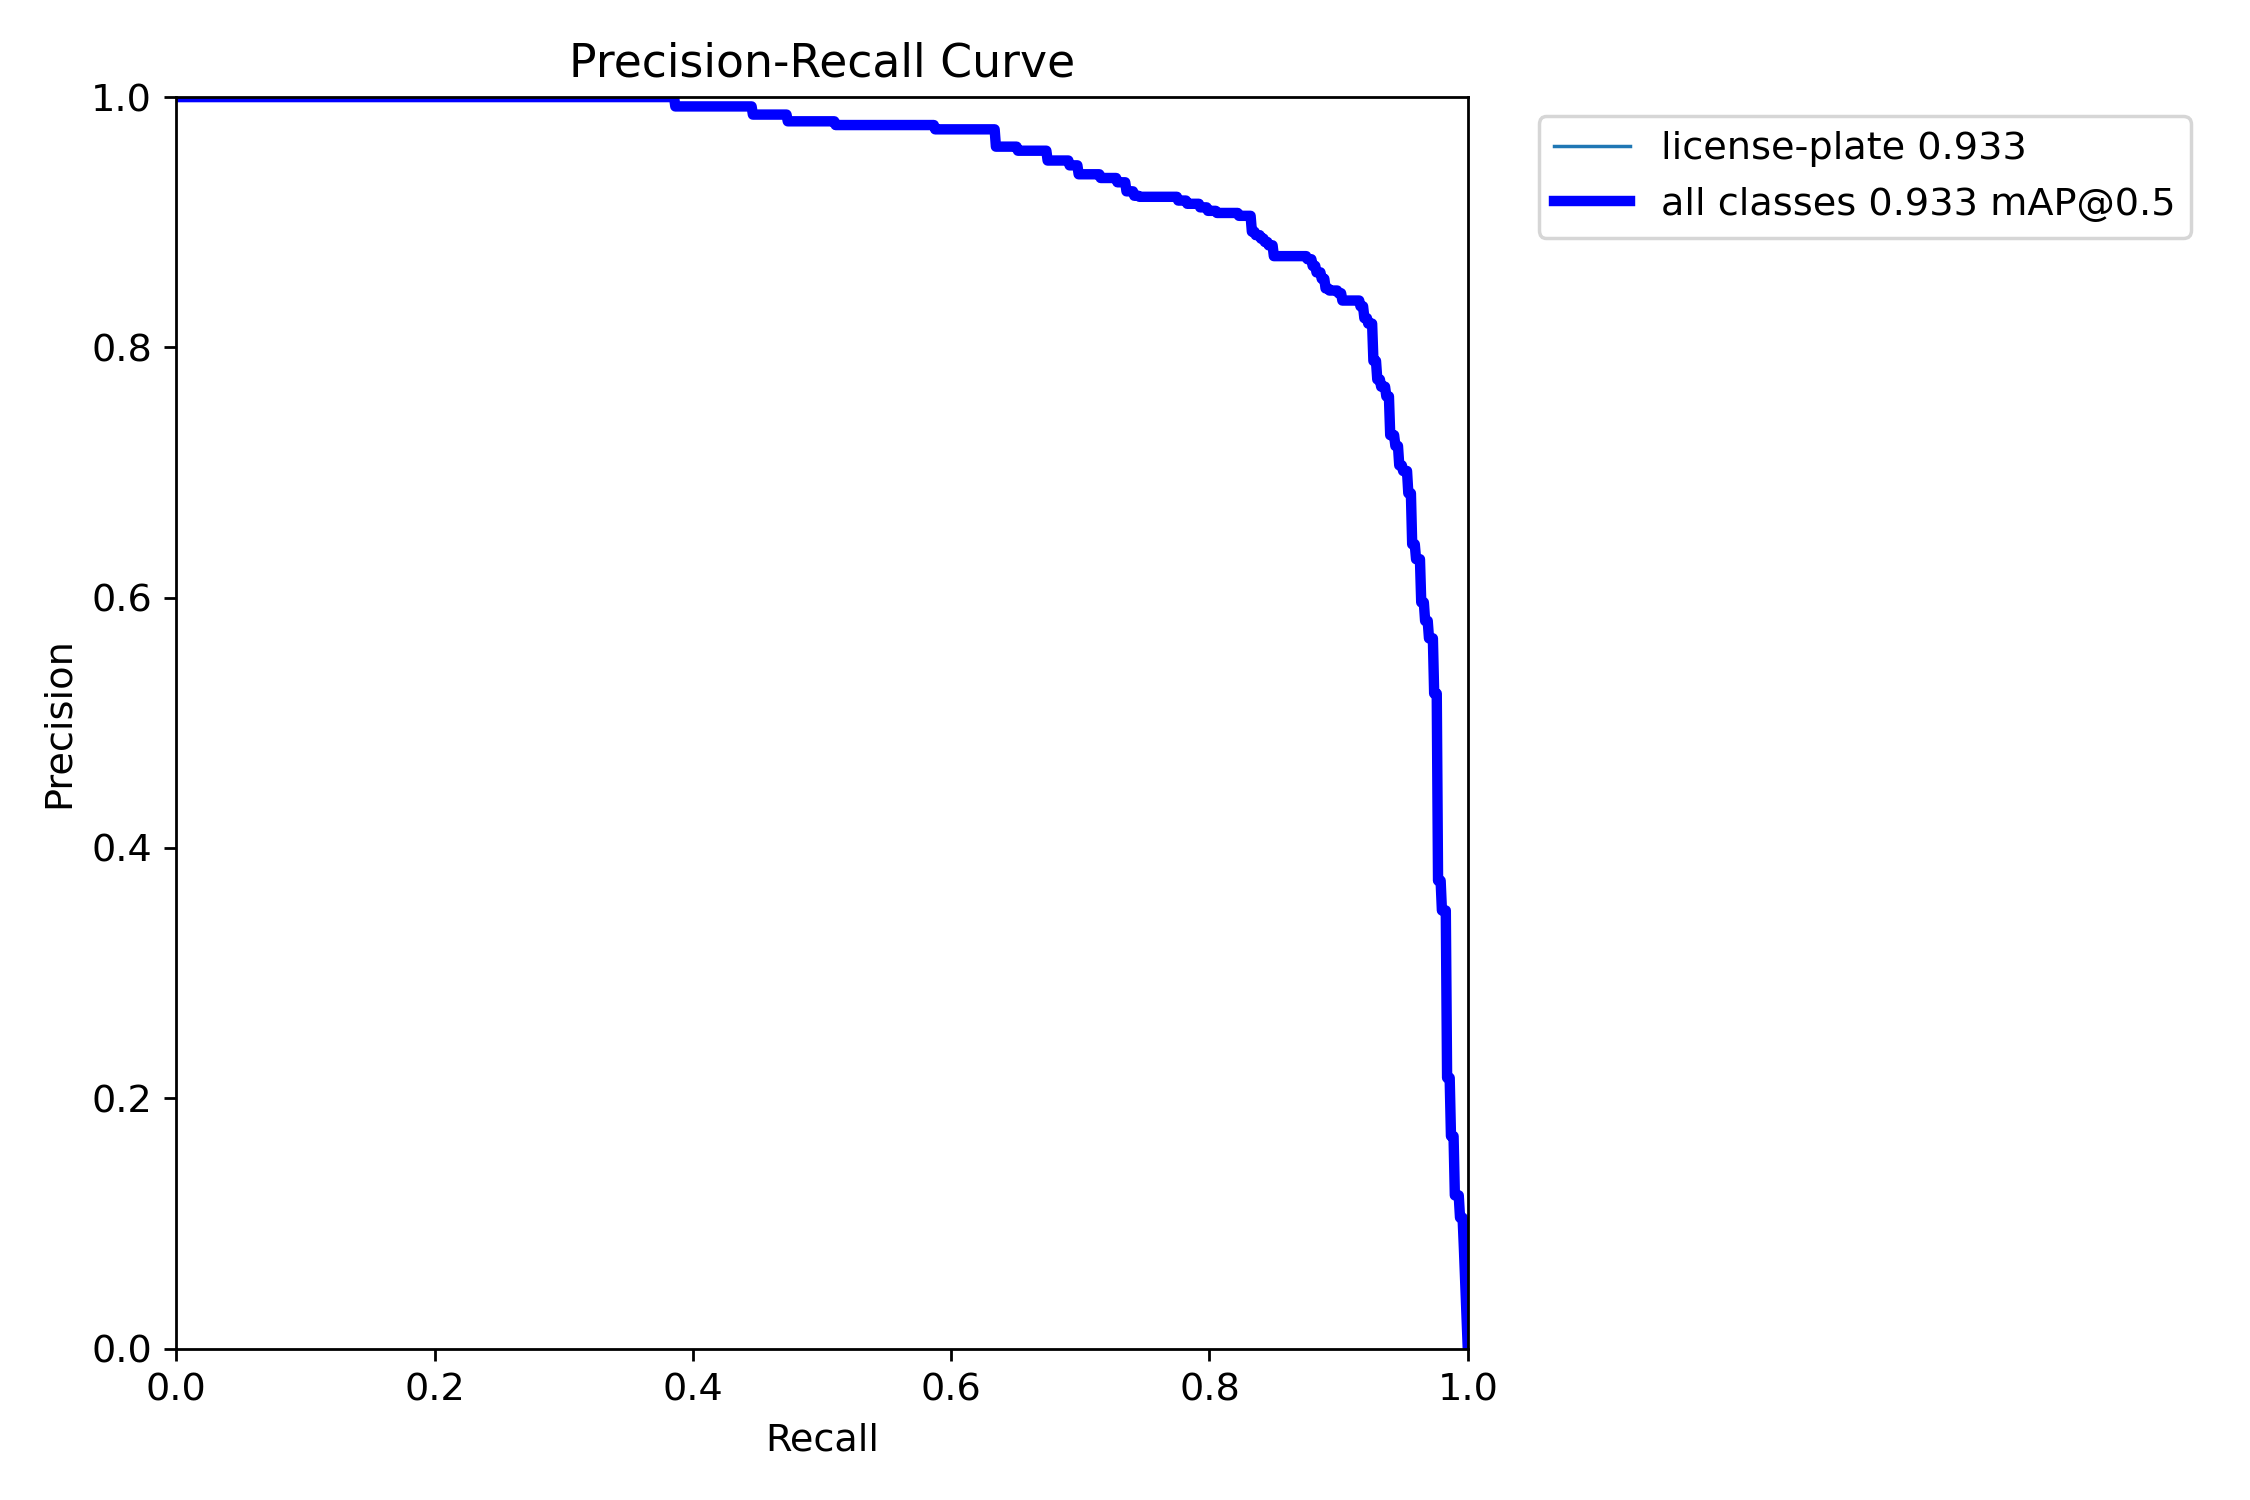 Precision-Recall Curve
1.0
0.8
0.6
0.4
0.2
0.0
Precision
0.0 0.2 0.4 0.6 0.8 1.0
Recall
license-plate 0.933
all classes 0.933 mAP@0.5